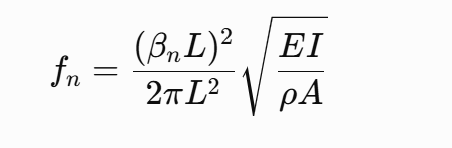 $f_n = \frac{(\beta_n L)^2}{2\pi L^2} \sqrt{\frac{EI}{\rho A}}$